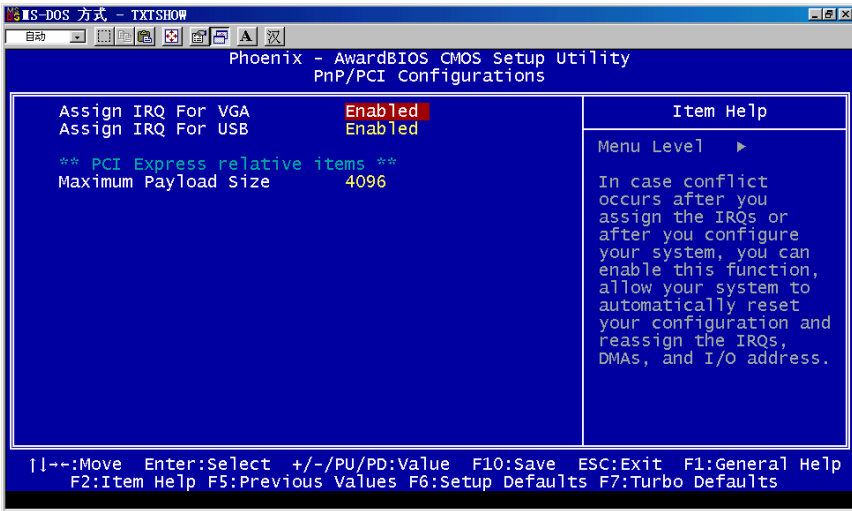 MS-DOS 方式 - TXTSHOW
自动
A 汉
Phoenix - AwardBIOS CMOS Setup Utility
PnP/PCI Configurations
Assign IRQ For VGA Enabled
Assign IRQ For USB Enabled
** PCI Express relative items **
Maximum Payload Size 4096
Item Help
Menu Level ►
In case conflict
occurs after you
assign the IRQs or
after you configure
your system, you can
enable this function,
allow your system to
automatically reset
your configuration and
reassign the IRQs,
DMAs, and I/O address.
↑↓→←:Move Enter:Select +/-/PU/PD:Value F10:Save ESC:Exit F1:General Help
F2:Item Help F5:Previous Values F6:Setup Defaults F7:Turbo Defaults